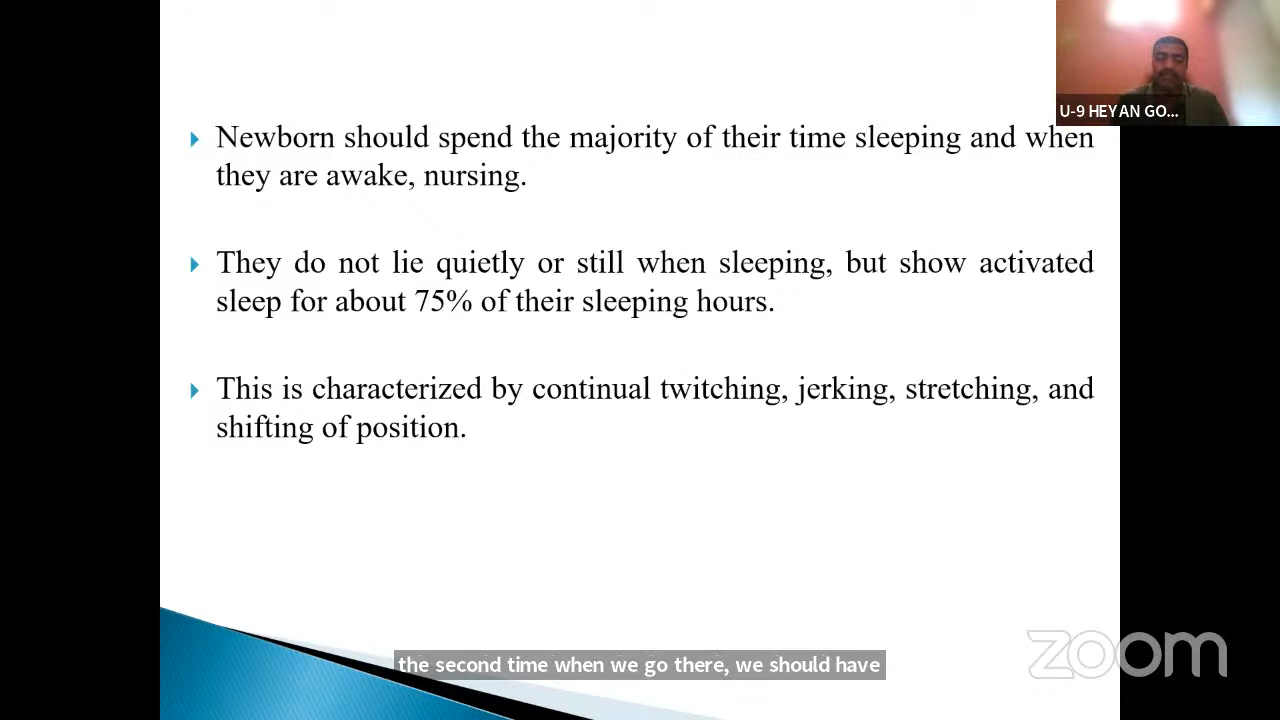 U-9 HEYAN GO...
Newborn should spend the majority of their time sleeping and when
they are awake, nursing.
They do not lie quietly or still when sleeping, but show activated
sleep for about 75% of their sleeping hours.
This is characterized by continual twitching, jerking, stretching, and
shifting of position.
zoom
the second time when we go there, we should have